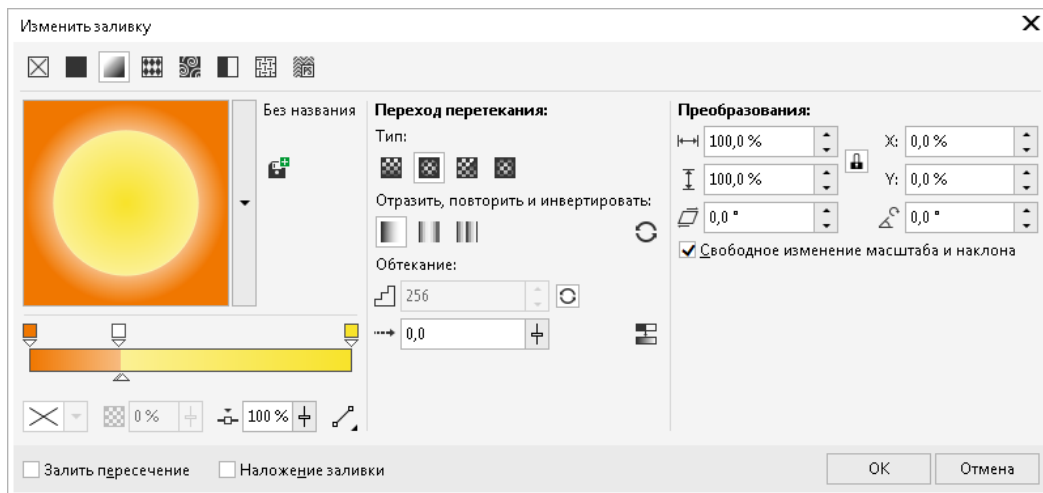 Изменить заливку
PS
Без названия
Переход перетекания:
Тип:
Отразить, повторить и инвертировать:
Обтекание:
256
0,0
Преобразования:
100,0 %
X: 0,0 %
100,0 %
Y: 0,0 %
0,0 °
0,0 °
Свободное изменение масштаба и наклона
0 %
100 %
Залить пересечение
Наложение заливки
OK
Отмена